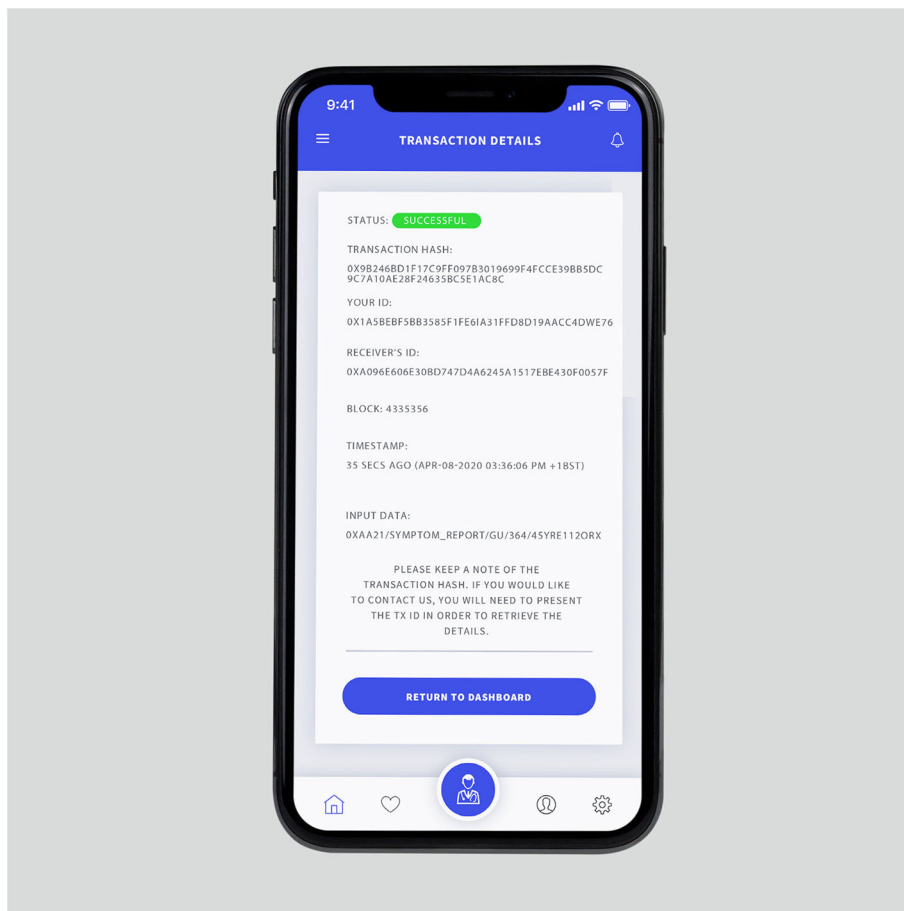 9:41
TRANSACTION DETAILS
STATUS: SUCCESSFUL
TRANSACTION HASH:
0X9B246BD1F17C9FF097B3019699F4FCCE39BB5DC
9C7A10AE28F24635BC5E1AC8C
YOUR ID:
0X1A5BEBF5BB3585F1FE6IA31FFD8D19AACC4DWE76
RECEIVER'S ID:
0XA096E606E30BD747D4A6245A1517EBE430F0057F
BLOCK: 4335356
TIMESTAMP:
35 SECS AGO (APR-08-2020 03:36:06 PM +1BST)
INPUT DATA:
0XAA21/SYMPTOM_REPORT/GU/364/45YRE112ORX
PLEASE KEEP A NOTE OF THE
TRANSACTION HASH. IF YOU WOULD LIKE
TO CONTACT US, YOU WILL NEED TO PRESENT
THE TX ID IN ORDER TO RETRIEVE THE
DETAILS.
RETURN TO DASHBOARD